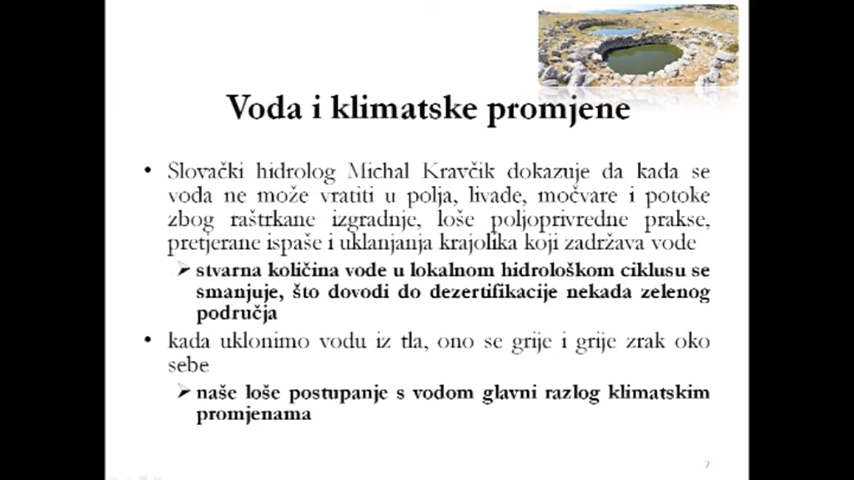 Voda i klimatske promjene
• Slovački hidrolog Michal Kravčik dokazuje da kada se
voda ne može vratiti u polja, livade, močvare i potoke
zbog raštrkane izgradnje, loše poljoprivredne prakse,
pretjerane ispaše i uklanjanja krajolika koji zadržava vode
➢ stvarna količina vode u lokalnom hidrološkom ciklusu se
smanjuje, što dovodi do dezertifikacije nekada zelenog
područja
• kada uklonimo vodu iz tla, ono se grije i grije zrak oko
sebe
➢ naše loše postupanje s vodom glavni razlog klimatskim
promjenama
7